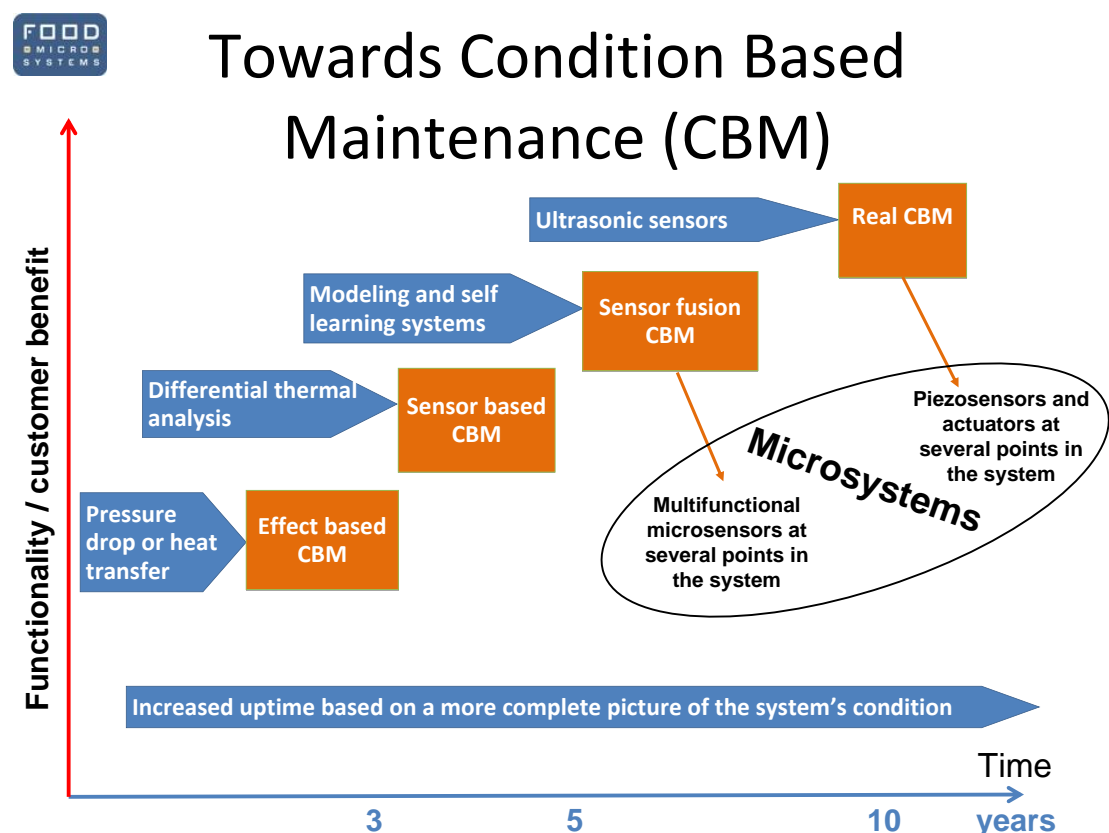 FOOD
MICRO
SYSTEMS
Towards Condition Based
Maintenance (CBM)
Functionality / customer benefit
Ultrasonic sensors
Real CBM
Modeling and self
learning systems
Sensor fusion
CBM
Differential thermal
analysis
Sensor based
CBM
Piezosensors and
actuators at
several points in
the system
Microsystems
Multifunctional
microsensors at
several points in
the system
Pressure
drop or heat
transfer
Effect based
CBM
Increased uptime based on a more complete picture of the system’s condition
Time
3 5 10 years